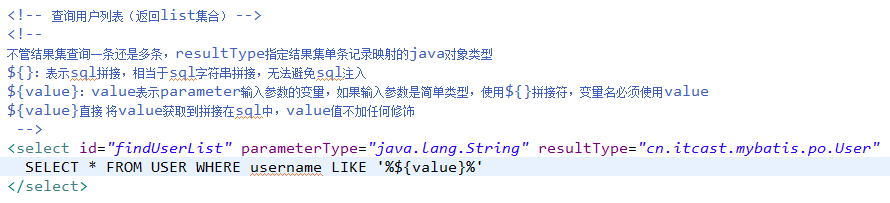 <!-- 查询用户列表（返回list集合）-->
<!--
不管结果集查询一条还是多条，resultType指定结果集单条记录映射的java对象类型
${}：表示sql拼接，相当于sql字符串拼接，无法避免sql注入
${value}：value表示parameter输入参数的变量，如果输入参数是简单类型，使用${}拼接符，变量名必须使用value
${value}直接 将value获取到拼接在sql中，value值不加任何修饰
-->
<select id="findUserList" parameterType="java.lang.String" resultType="cn.itcast.mybatis.po.User"
SELECT * FROM USER WHERE username LIKE '%${value}%'
</select>